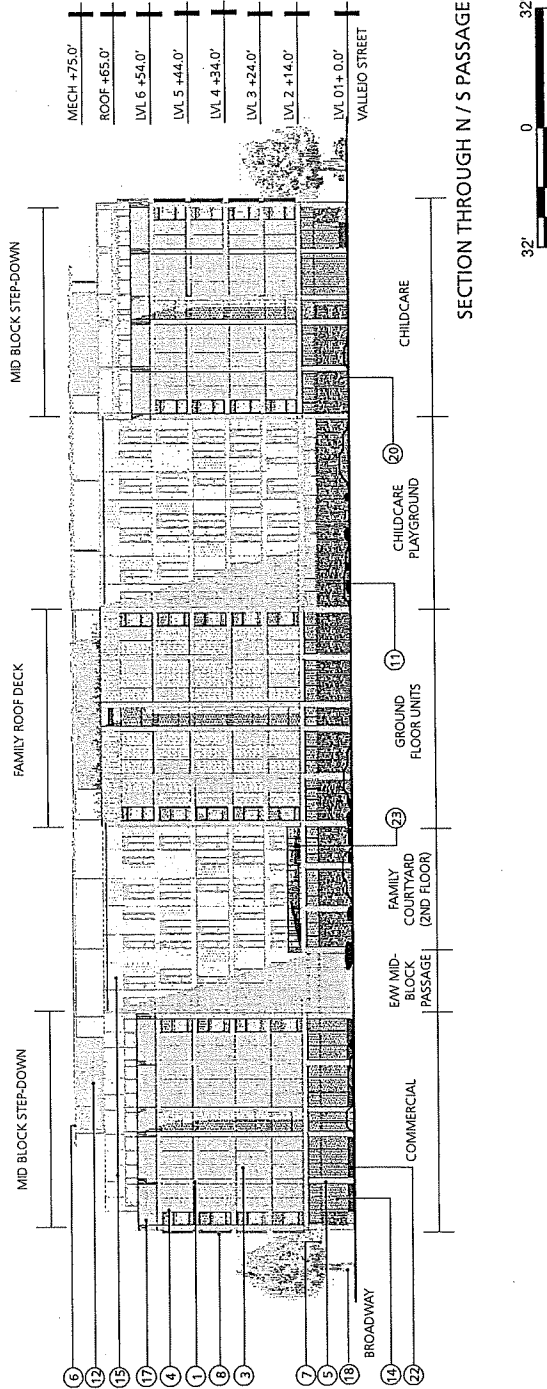 MID BLOCK STEP-DOWN
FAMILY ROOF DECK
MID BLOCK STEP-DOWN
MECH +75.0'
ROOF +65.0'
LVL 6 +54.0'
LVL 5 +44.0'
LVL 4 +34.0'
LVL 3 +24.0'
LVL 2 +14.0'
LVL 01+ 0.0'
VALLEJO STREET
6
12
15
17
4
1
8
3
7
5
18
BROADWAY
14
22
23
11
20
COMMERCIAL
E/W MID-
BLOCK
PASSAGE
FAMILY
COURTYARD
(2ND FLOOR)
GROUND
FLOOR UNITS
CHILDCARE
PLAYGROUND
CHILDCARE
SECTION THROUGH N / S PASSAGE
32'
0
32